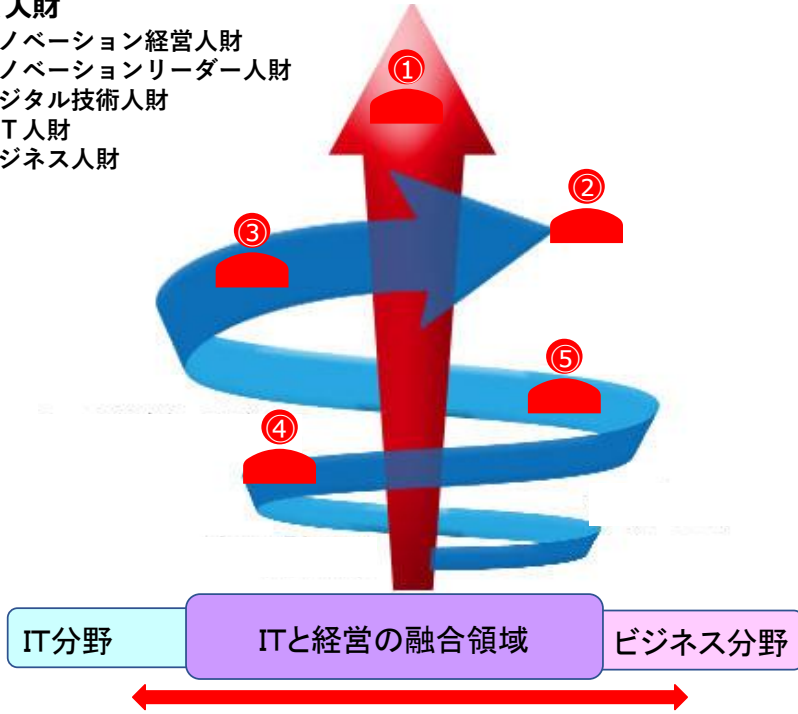 人財
ノベーション経営人財
ノベーションリーダー人財
ジタル技術人財
T人財
ジネス人財
①
②
③
⑤
④
IT分野
ITと経営の融合領域
ビジネス分野